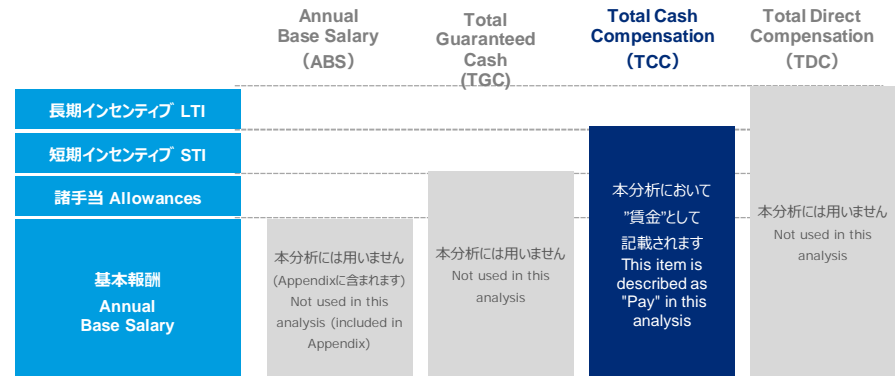 Annual
Base Salary
（ABS）
Total
Guaranteed
Cash
(TGC)
Total Cash
Compensation
（TCC）
Total Direct
Compensation
（TDC）
長期インセンティブ LTI
短期インセンティブ STI
諸手当 Allowances
基本報酬
Annual
Base Salary
本分析には用いません
(Appendixに含まれます)
Not used in this
analysis (included in
Appendix)
本分析には用いません
Not used in this
analysis
本分析において
"賃金"として
記載されます
This item is
described as
"Pay" in this
analysis
本分析には用いません
Not used in this
analysis